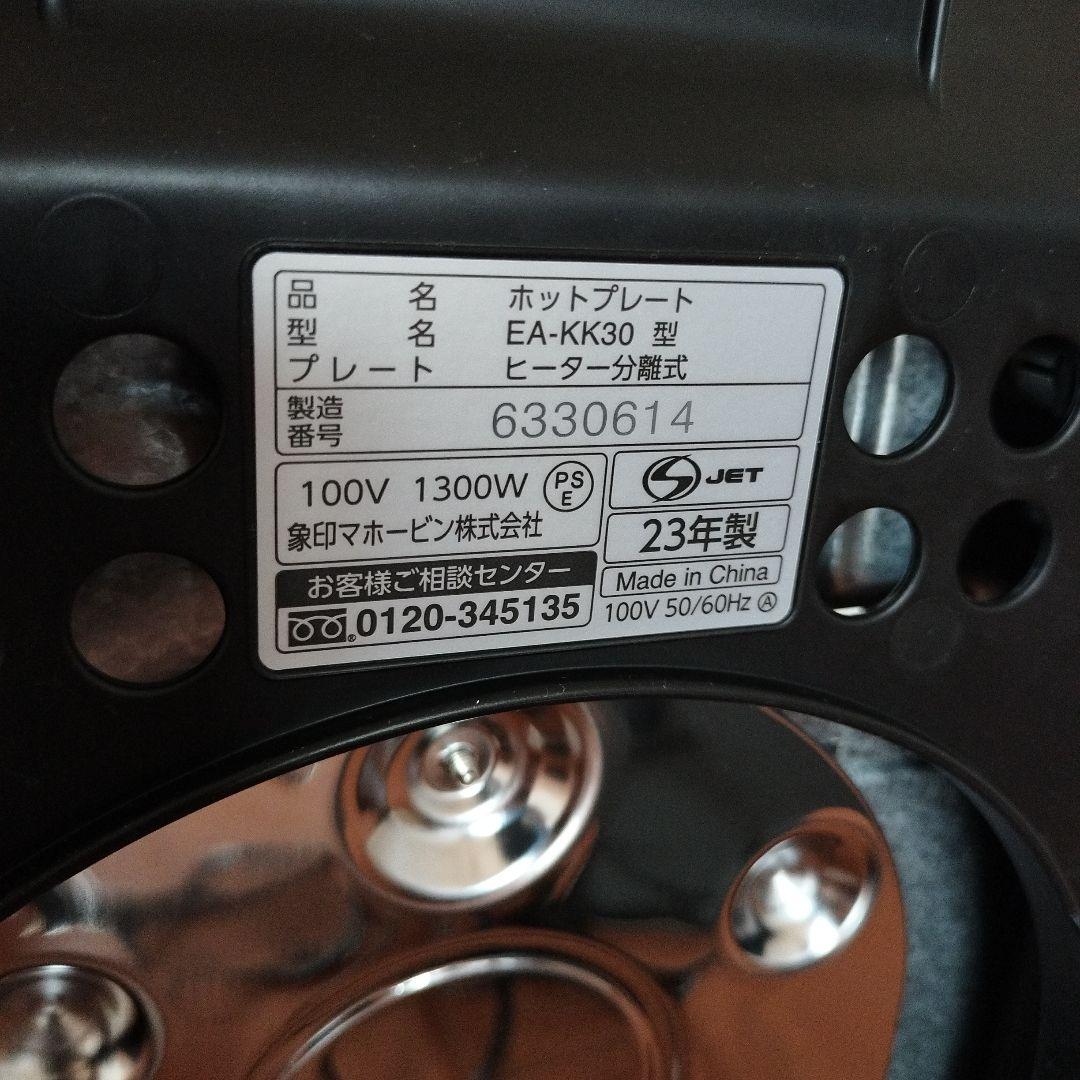 品名 ホットプレート
型名 EA-KK30 型
プレート ヒーター分離式
製造番号 6330614
100V 1300W PSE
象印マホービン株式会社
お客様ご相談センター
0120-345135
JET
23年製
Made in China
100V 50/60Hz Ⓐ